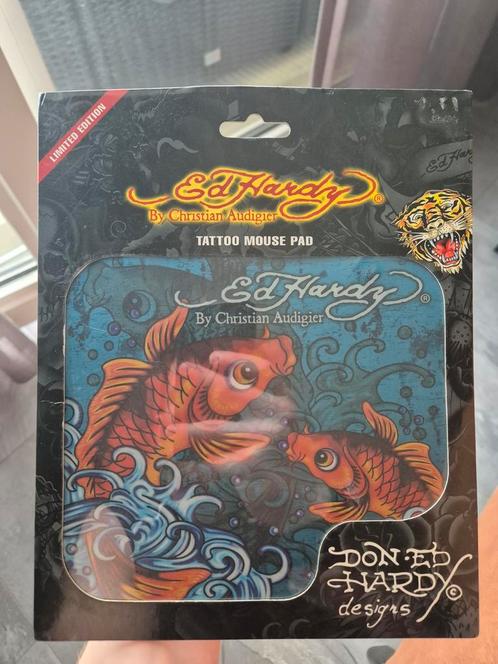 LIMITED EDITION
Ed Hardy®
By Christian Audigier
TATTOO MOUSE PAD
Ed Hardy®
By Christian Audigier
DON·ED
HARDY©
designs